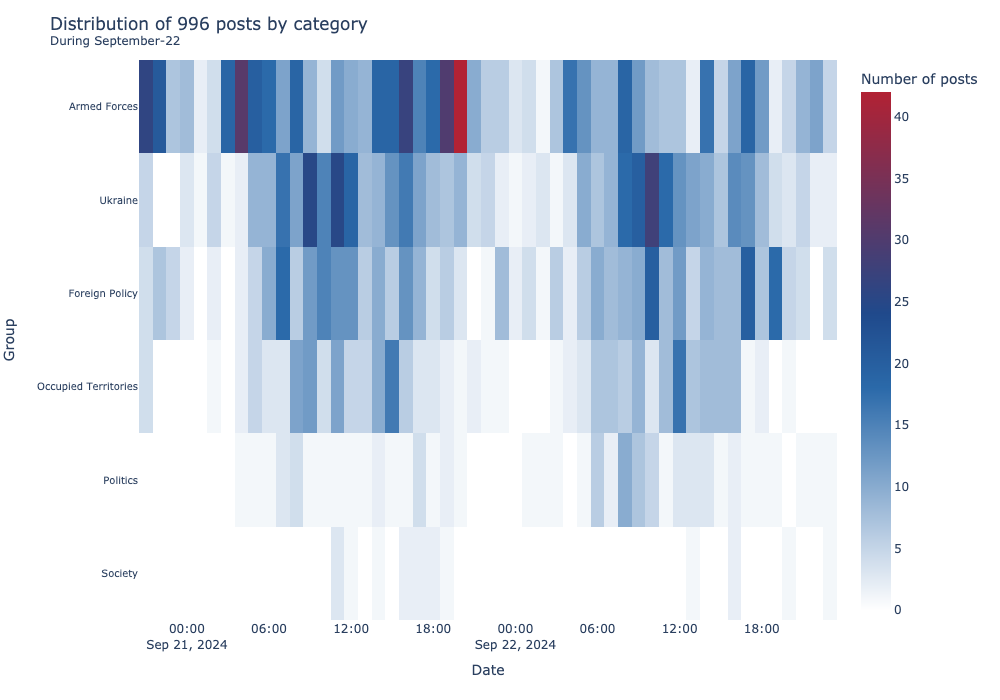 Distribution of 996 posts by category
During September-22
Number of posts
Armed Forces
Ukraine
Foreign Policy
Occupied Territories
Politics
Society
Group
40
35
30
25
20
15
10
5
0
00:00
06:00
12:00
18:00
00:00
06:00
12:00
18:00
Sep 21, 2024
Sep 22, 2024
Date